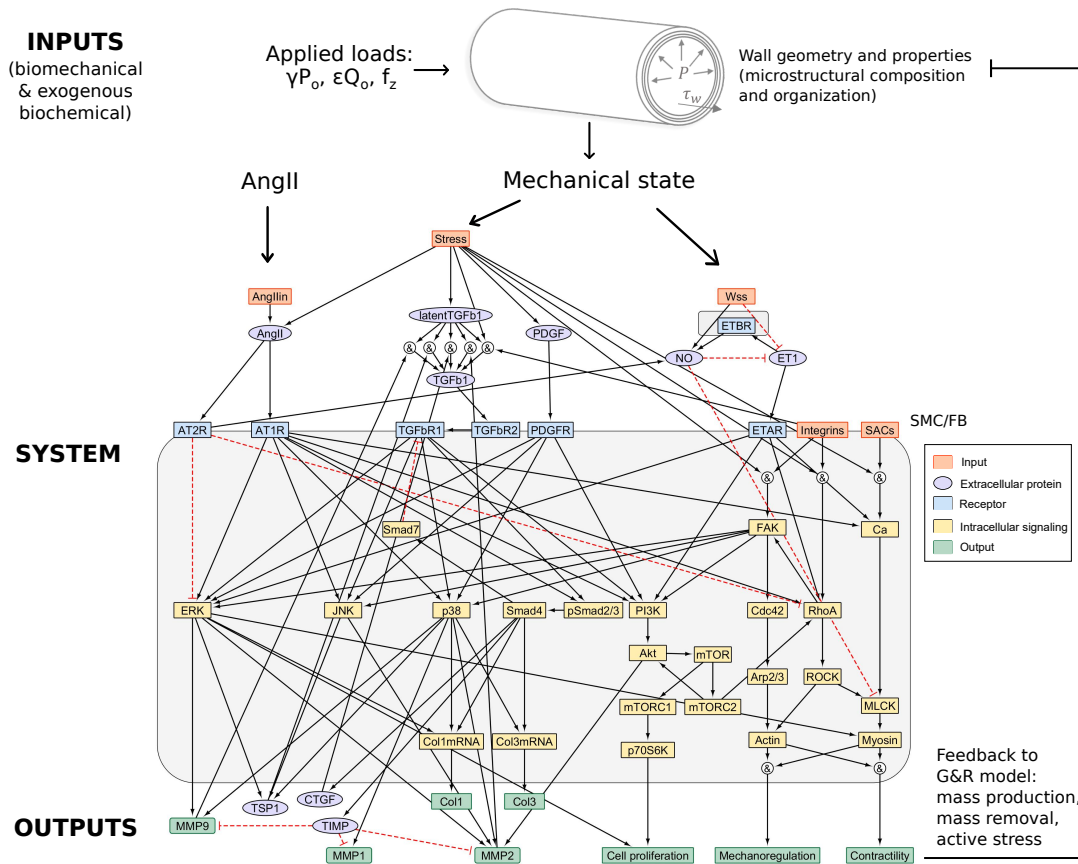 INPUTS
(biomechanical
& exogenous
biochemical)
Applied loads:
γPₒ, εQₒ, f_z
P
τ_w
Wall geometry and properties
(microstructural composition
and organization)
AngII
Mechanical state
Stress
AngIIin
Wss
latentTGFb1
ETBR
AngII
PDGF
& & & & &
NO
ET1
TGFb1
AT2R
AT1R
TGFbR1
TGFbR2
PDGFR
ETAR
Integrins
SACs
SMC/FB
SYSTEM
Input
Extracellular protein
Receptor
Intracellular signaling
Output
& & &
Smad7
FAK
Ca
ERK
JNK
p38
Smad4
pSmad2/3
PI3K
Cdc42
RhoA
Akt
mTOR
Arp2/3
ROCK
mTORC1
mTORC2
MLCK
Col1mRNA
Col3mRNA
p70S6K
Actin
Myosin
& &
Feedback to
G&R model:
mass production,
mass removal,
active stress
OUTPUTS
TSP1
CTGF
Col1
Col3
MMP9
TIMP
MMP1
MMP2
Cell proliferation
Mechanoregulation
Contractility